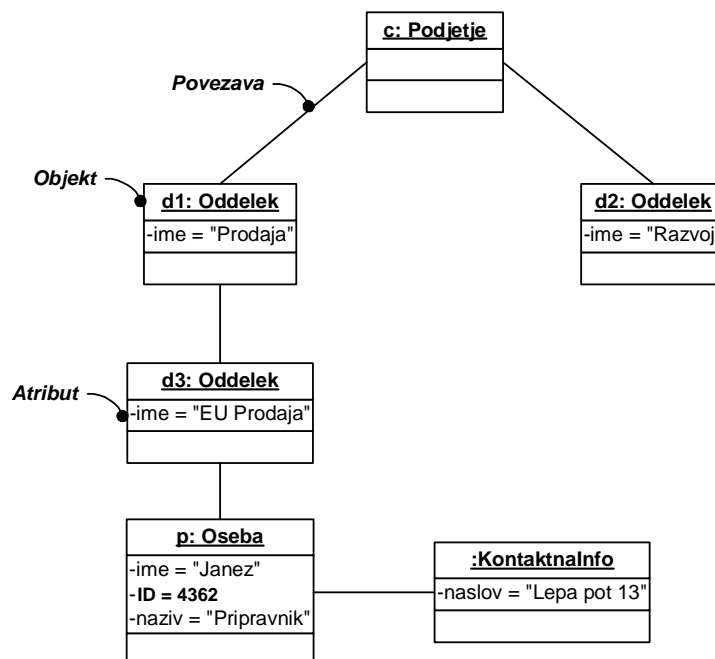 c: Podjetje
Povezava
Objekt
d1: Oddelek
-ime = "Prodaja"
d2: Oddelek
-ime = "Razvoj
d3: Oddelek
Atribut
-ime = "EU Prodaja"
p: Oseba
-ime = "Janez"
-ID = 4362
-naziv = "Pripravnik"
:KontaktnaInfo
-naslov = "Lepa pot 13"